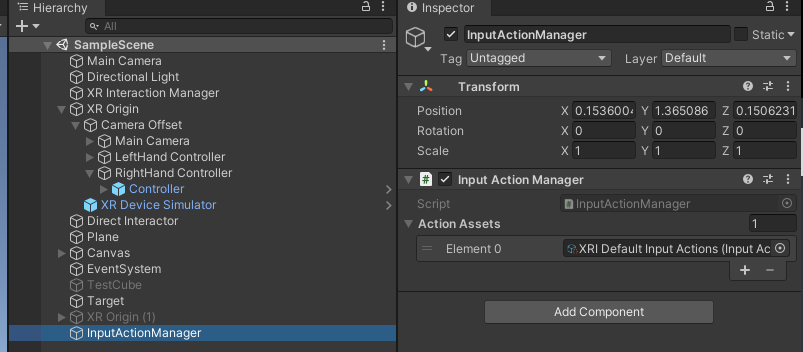 Hierarchy
All
SampleScene
Main Camera
Directional Light
XR Interaction Manager
XR Origin
Camera Offset
Main Camera
LeftHand Controller
RightHand Controller
Controller
XR Device Simulator
Direct Interactor
Plane
Canvas
EventSystem
TestCube
Target
XR Origin (1)
InputActionManager
Inspector
InputActionManager
Static
Tag Untagged Layer Default
Transform
Position X 0.153600 Y 1.365086 Z 0.1506231
Rotation X 0 Y 0 Z 0
Scale X 1 Y 1 Z 1
Input Action Manager
Script InputActionManager
Action Assets 1
Element 0 XRI Default Input Actions (Input Ac
Add Component